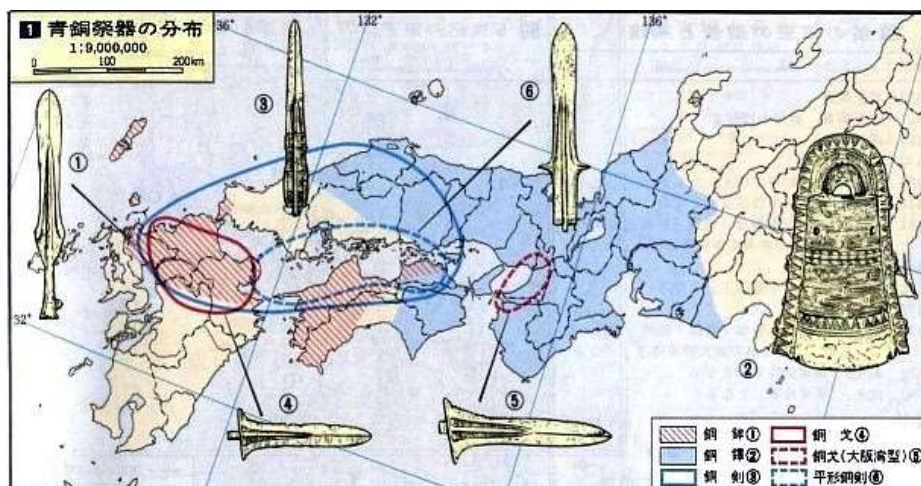 1 青銅祭器の分布
1:9,000,000
0 100 200km
36°
132°
136°
32°
①
②
③
④
⑤
⑥
銅 鉾①
銅 鐸②
銅 剣③
銅 戈④
銅戈(大阪湾型)⑤
平形銅剣⑥